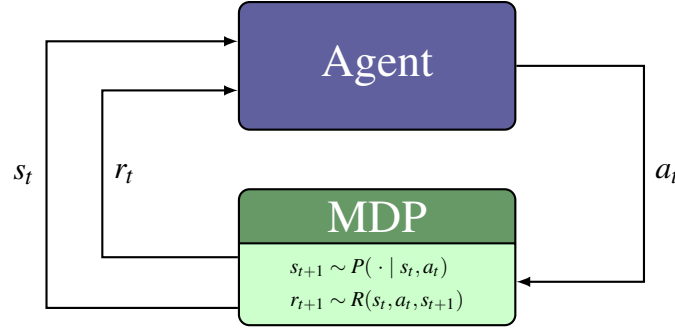 Agent
s_t
r_t
a_t
MDP
s_{t+1} ∼ P( · | s_t, a_t)
r_{t+1} ∼ R(s_t, a_t, s_{t+1})